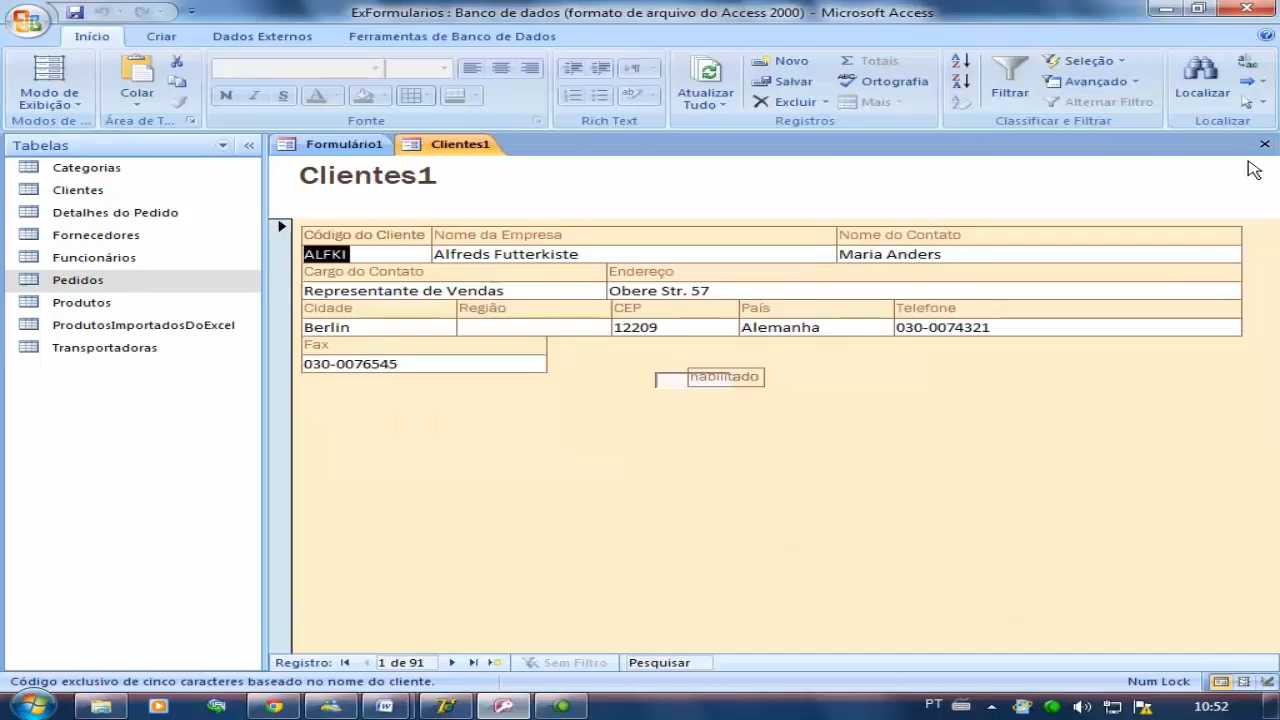 ExFormularios : Banco de dados (formato de arquivo do Access 2000) - Microsoft Access
Início Criar Dados Externos Ferramentas de Banco de Dados
Modo de Exibição
Modos de ...
Colar
Área de T...
N I S
Fonte
Rich Text
Atualizar Tudo
Novo
Salvar
Excluir
Totais
Ortografia
Mais
Registros
Filtrar
Seleção
Avançado
Alternar Filtro
Classificar e Filtrar
Localizar
Localizar
Tabelas
Categorias
Clientes
Detalhes do Pedido
Fornecedores
Funcionários
Pedidos
Produtos
ProdutosImportadosDoExcel
Transportadoras
Formulário1 Clientes1
Clientes1
Código do Cliente Nome da Empresa Nome do Contato
ALFKI Alfreds Futterkiste Maria Anders
Cargo do Contato Endereço
Representante de Vendas Obere Str. 57
Cidade Região CEP País Telefone
Berlin 12209 Alemanha 030-0074321
Fax
030-0076545
habilitado
Registro: 1 de 91 Sem Filtro Pesquisar
Código exclusivo de cinco caracteres baseado no nome do cliente. Num Lock
PT 10:52